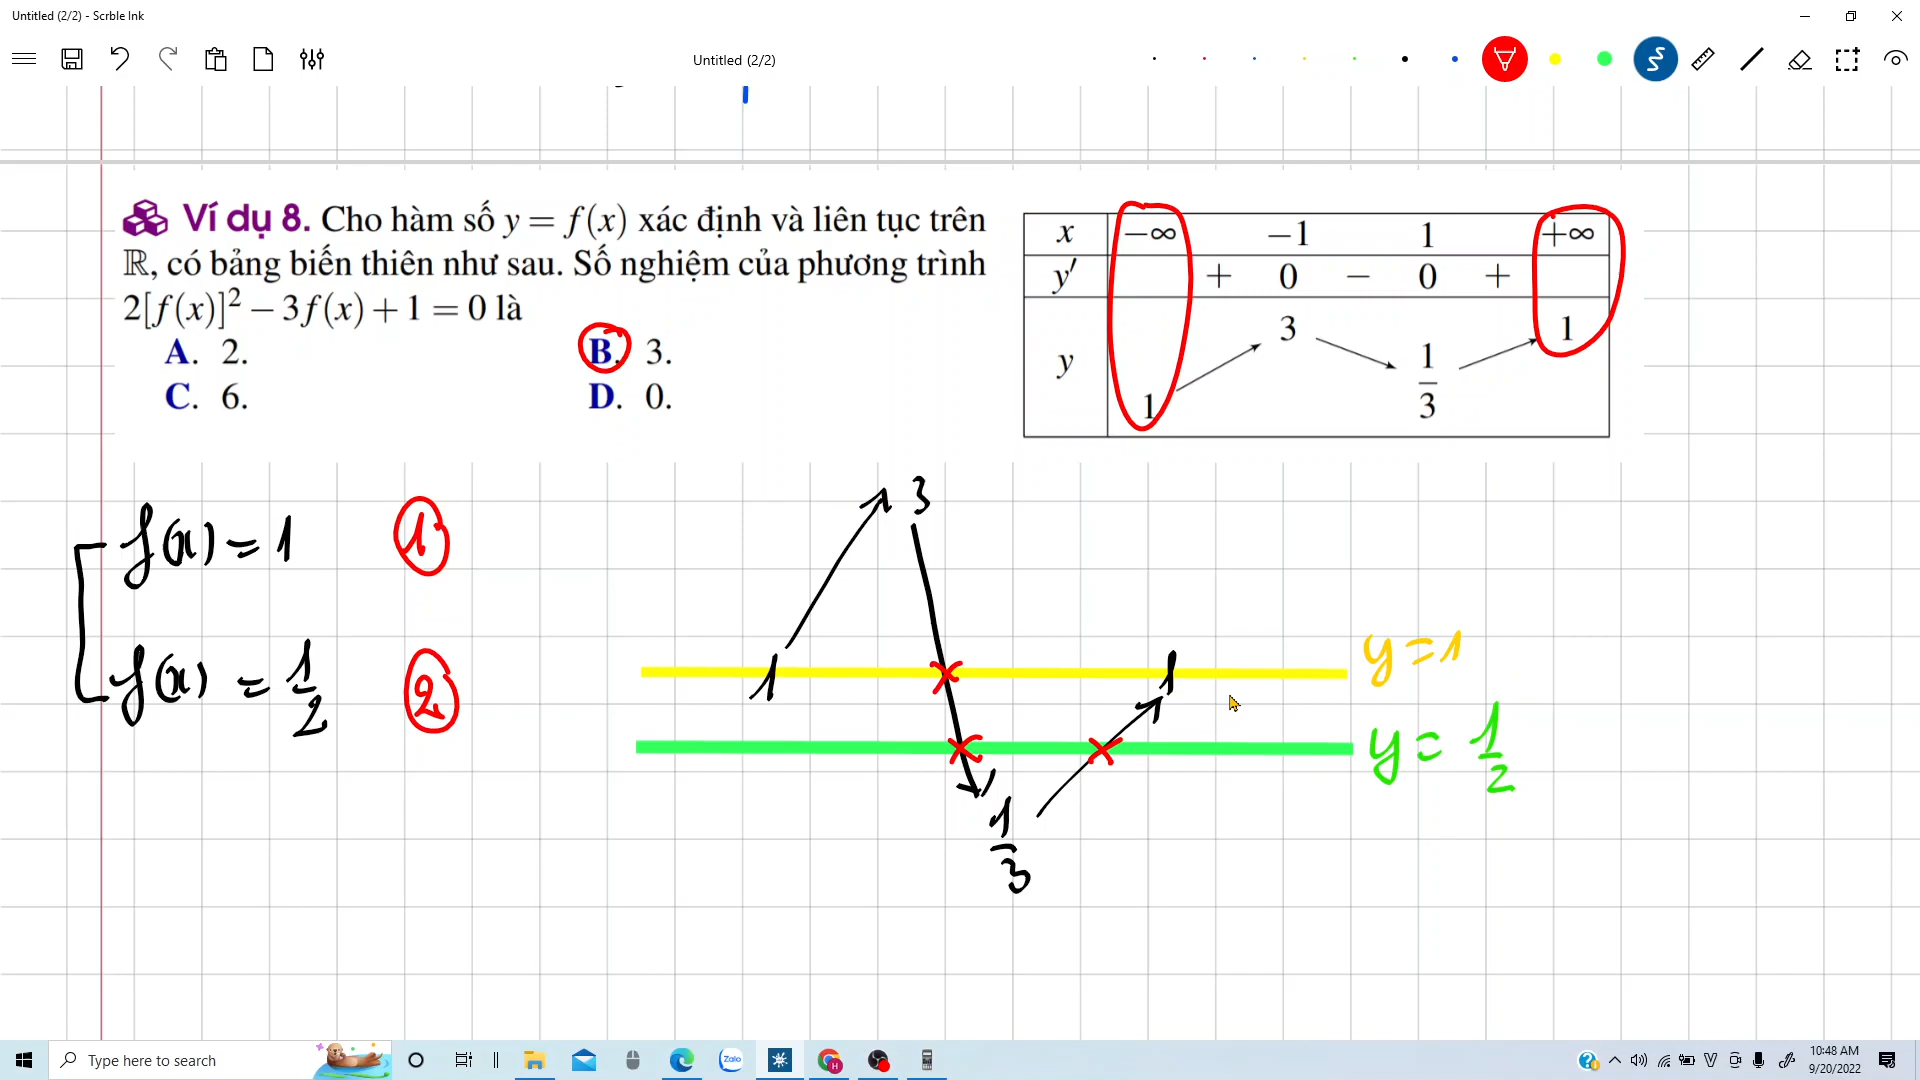 Untitled (2/2) - Scrble Ink
Untitled (2/2)
Ví dụ 8. Cho hàm số y = f(x) xác định và liên tục trên
ℝ, có bảng biến thiên như sau. Số nghiệm của phương trình
2[f(x)]² − 3f(x) + 1 = 0 là
A. 2.
B. 3.
C. 6.
D. 0.
x −∞ −1 1 +∞
y′ + 0 − 0 +
y 1 3 1/3 1
f(x) = 1 1
f(x) = 1/2 2
3
1 1
1/3
y = 1
y = 1/2
Type here to search
Zalo
H
10:48 AM
9/20/2022